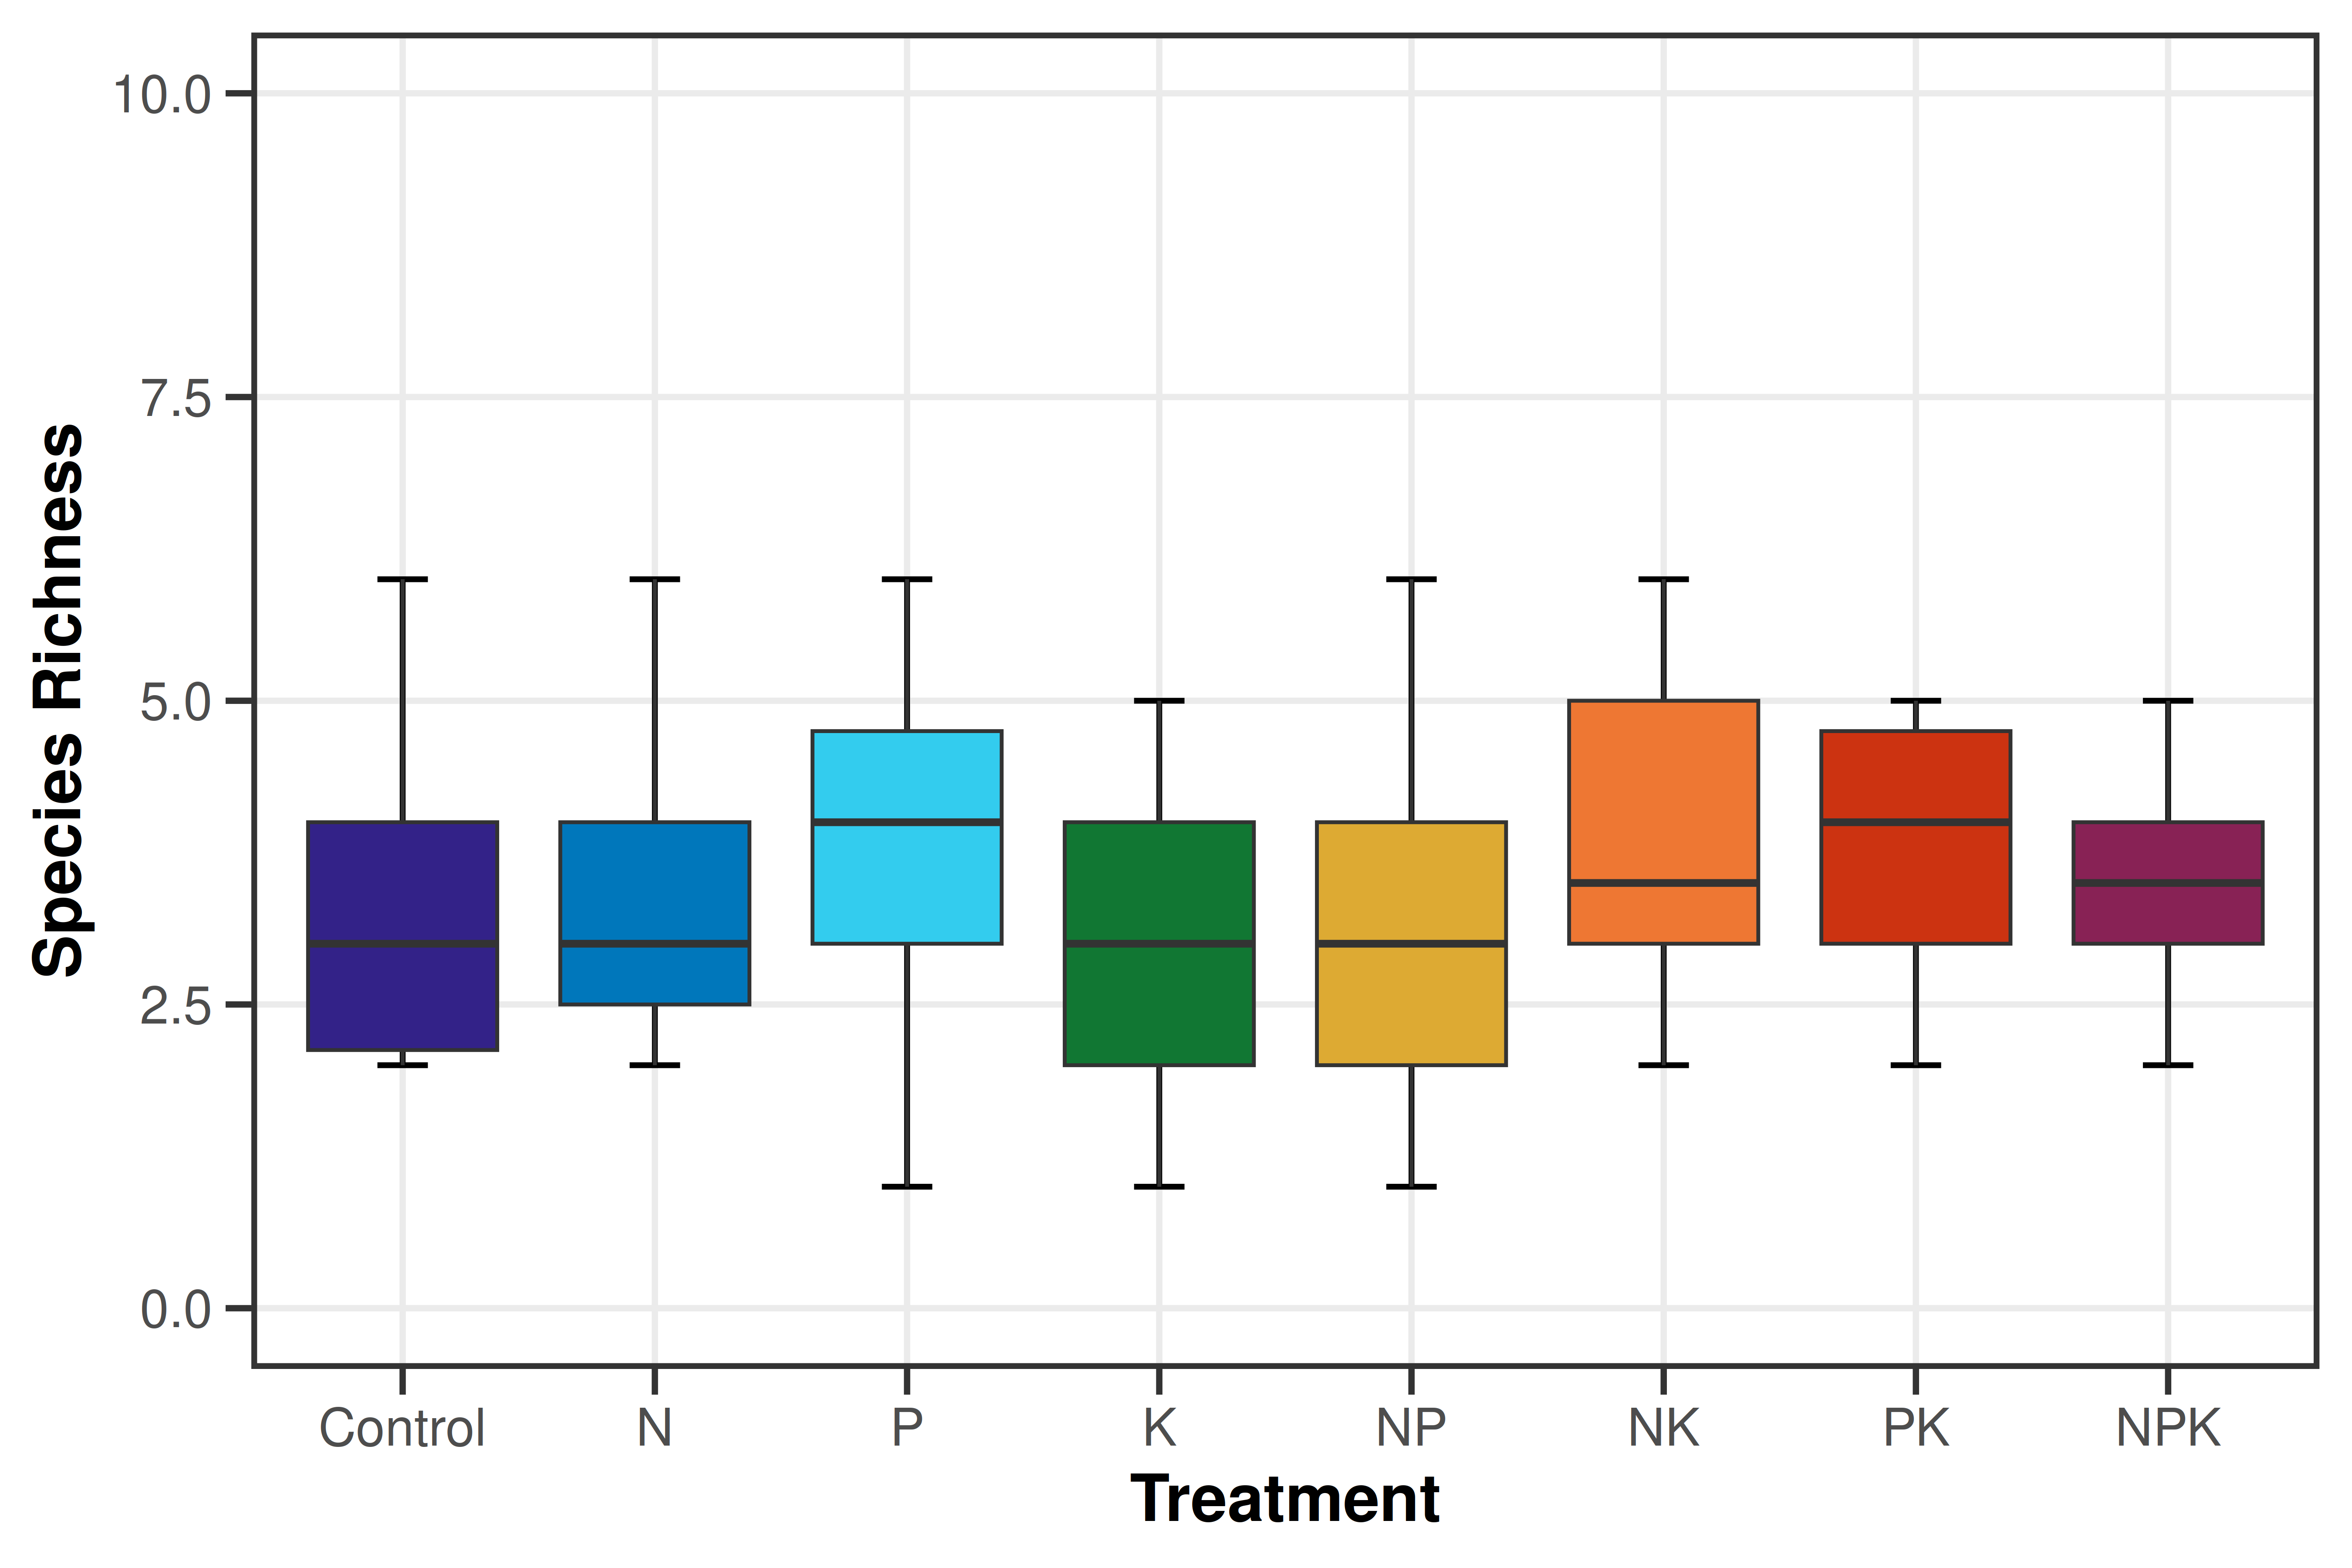 Species Richness
10.0
7.5
5.0
2.5
0.0
Control N P K NP NK PK NPK
Treatment